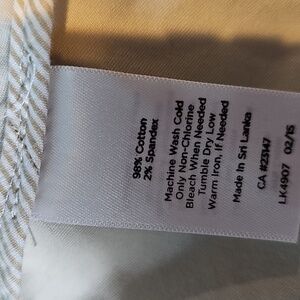 98% Cotton
2% Spandex
Machine Wash Cold
Only Non-Chlorine
Bleach When Needed
Tumble Dry Low
Warm Iron, If Needed
Made In Sri Lanka
CA #23147
LK4907 02/15